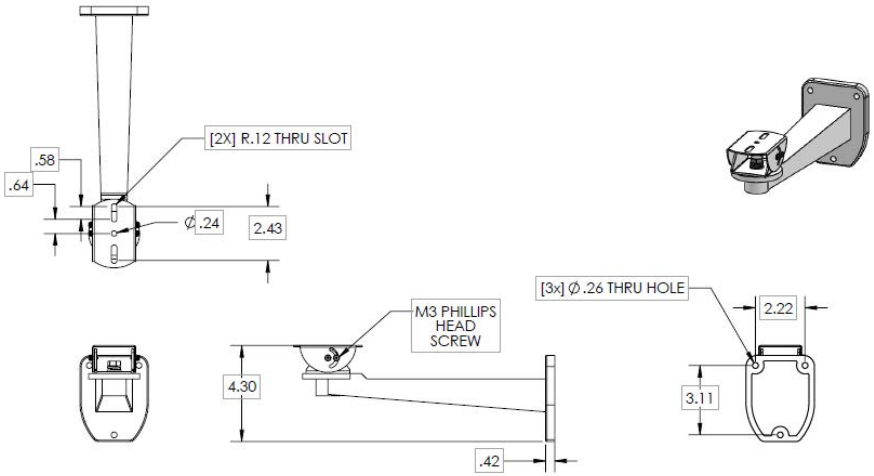 [2X] R.12 THRU SLOT
.58
.64
Ø .24
2.43
[3x] Ø .26 THRU HOLE
2.22
M3 PHILLIPS
HEAD
SCREW
4.30
3.11
.42